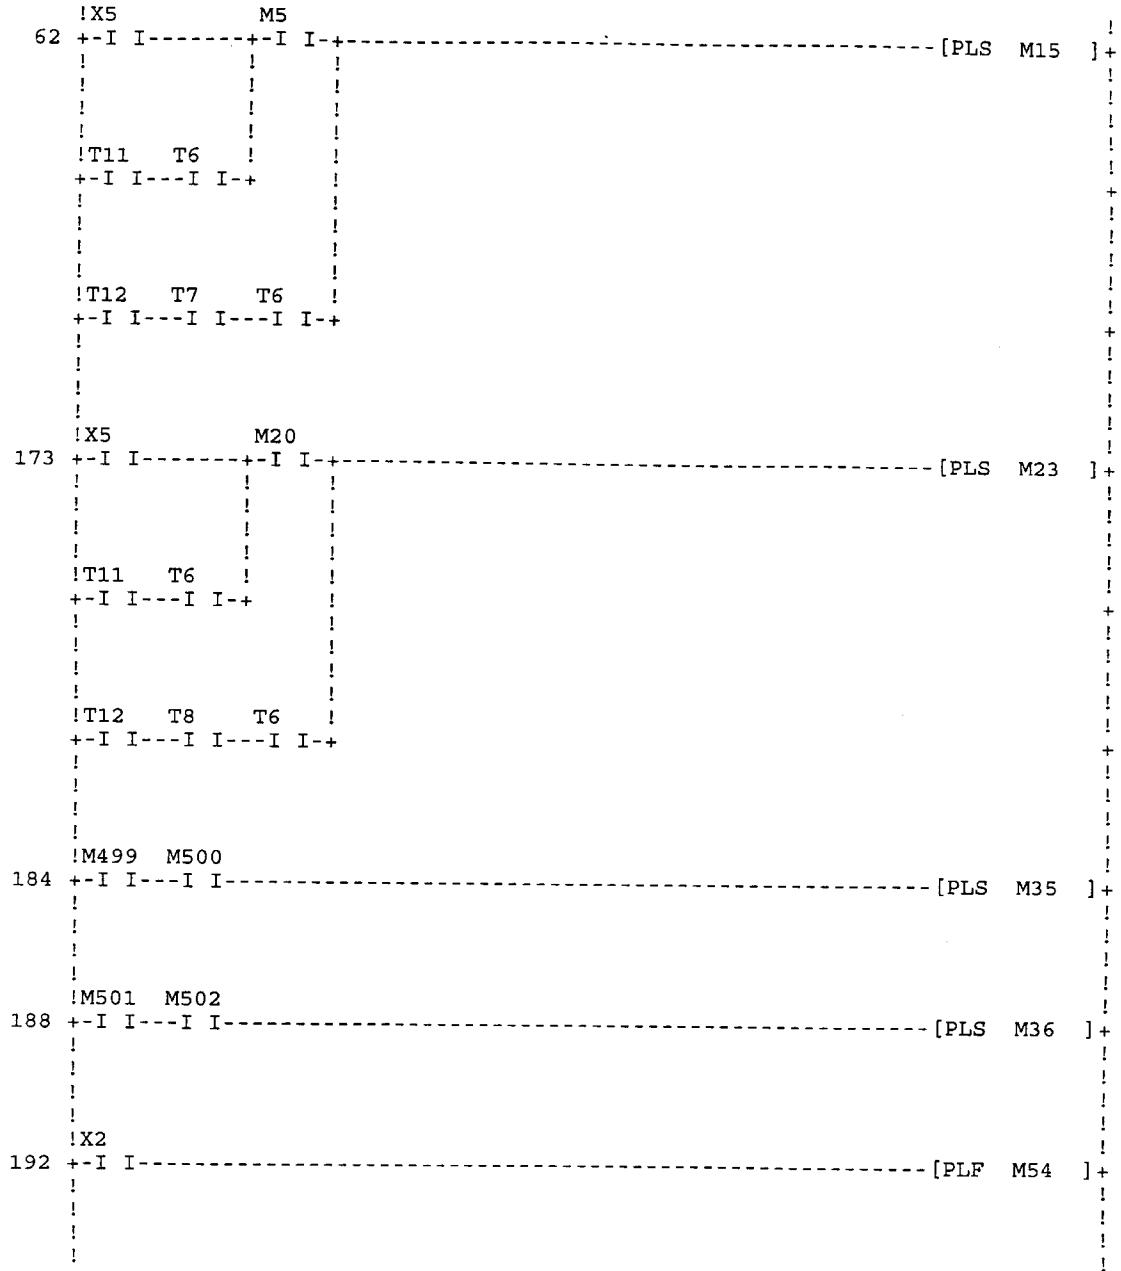 !X5 M5
62 +-I I-------+-I I-+------------------------------------------[PLS M15 ]+
!T11 T6 !
+-I I---I I-+
!T12 T7 T6 !
+-I I---I I---I I-+
!X5 M20
173 +-I I-------+-I I-+------------------------------------------[PLS M23 ]+
!T11 T6 !
+-I I---I I-+
!T12 T8 T6 !
+-I I---I I---I I-+
!M499 M500
184 +-I I---I I--------------------------------------------------[PLS M35 ]+
!M501 M502
188 +-I I---I I--------------------------------------------------[PLS M36 ]+
!X2
192 +-I I--------------------------------------------------------[PLF M54 ]+